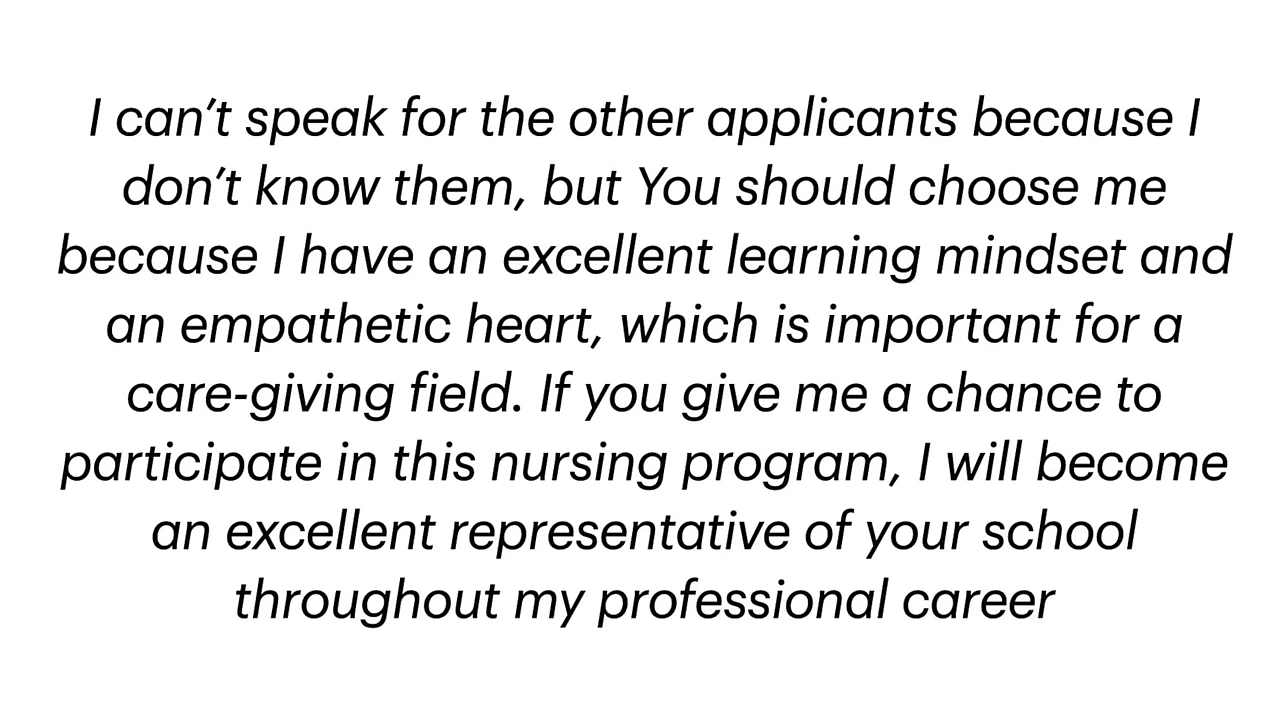 I can't speak for the other applicants because I
don't know them, but You should choose me
because I have an excellent learning mindset and
an empathetic heart, which is important for a
care-giving field. If you give me a chance to
participate in this nursing program, I will become
an excellent representative of your school
throughout my professional career